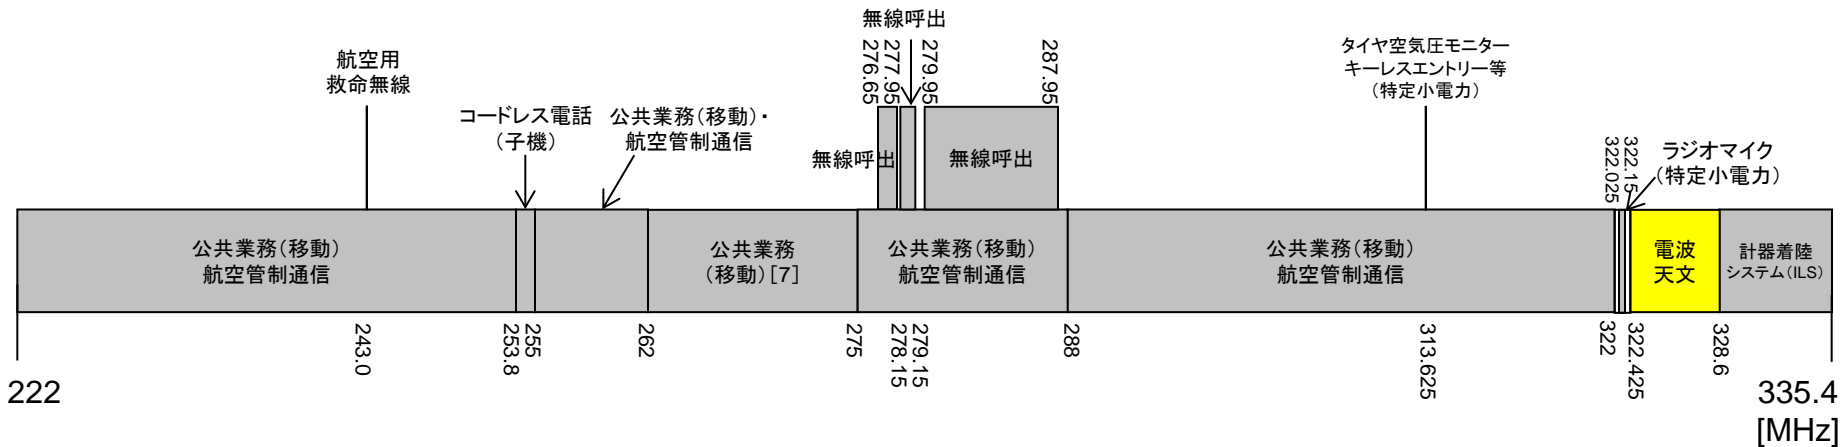 無線呼出
276.65
277.95
279.95
287.95
航空用
救命無線
タイヤ空気圧モニター
キーレスエントリー等
(特定小電力)
コードレス電話
(子機)
公共業務(移動)・
航空管制通信
無線呼出
無線呼出
322.025
322.15
ラジオマイク
(特定小電力)
公共業務(移動)
航空管制通信
公共業務
(移動)[7]
公共業務(移動)
航空管制通信
公共業務(移動)
航空管制通信
電波
天文
計器着陸
システム(ILS)
222
243.0
253.8
255
262
275
278.15
279.15
288
313.625
322
322.425
328.6
335.4
[MHz]